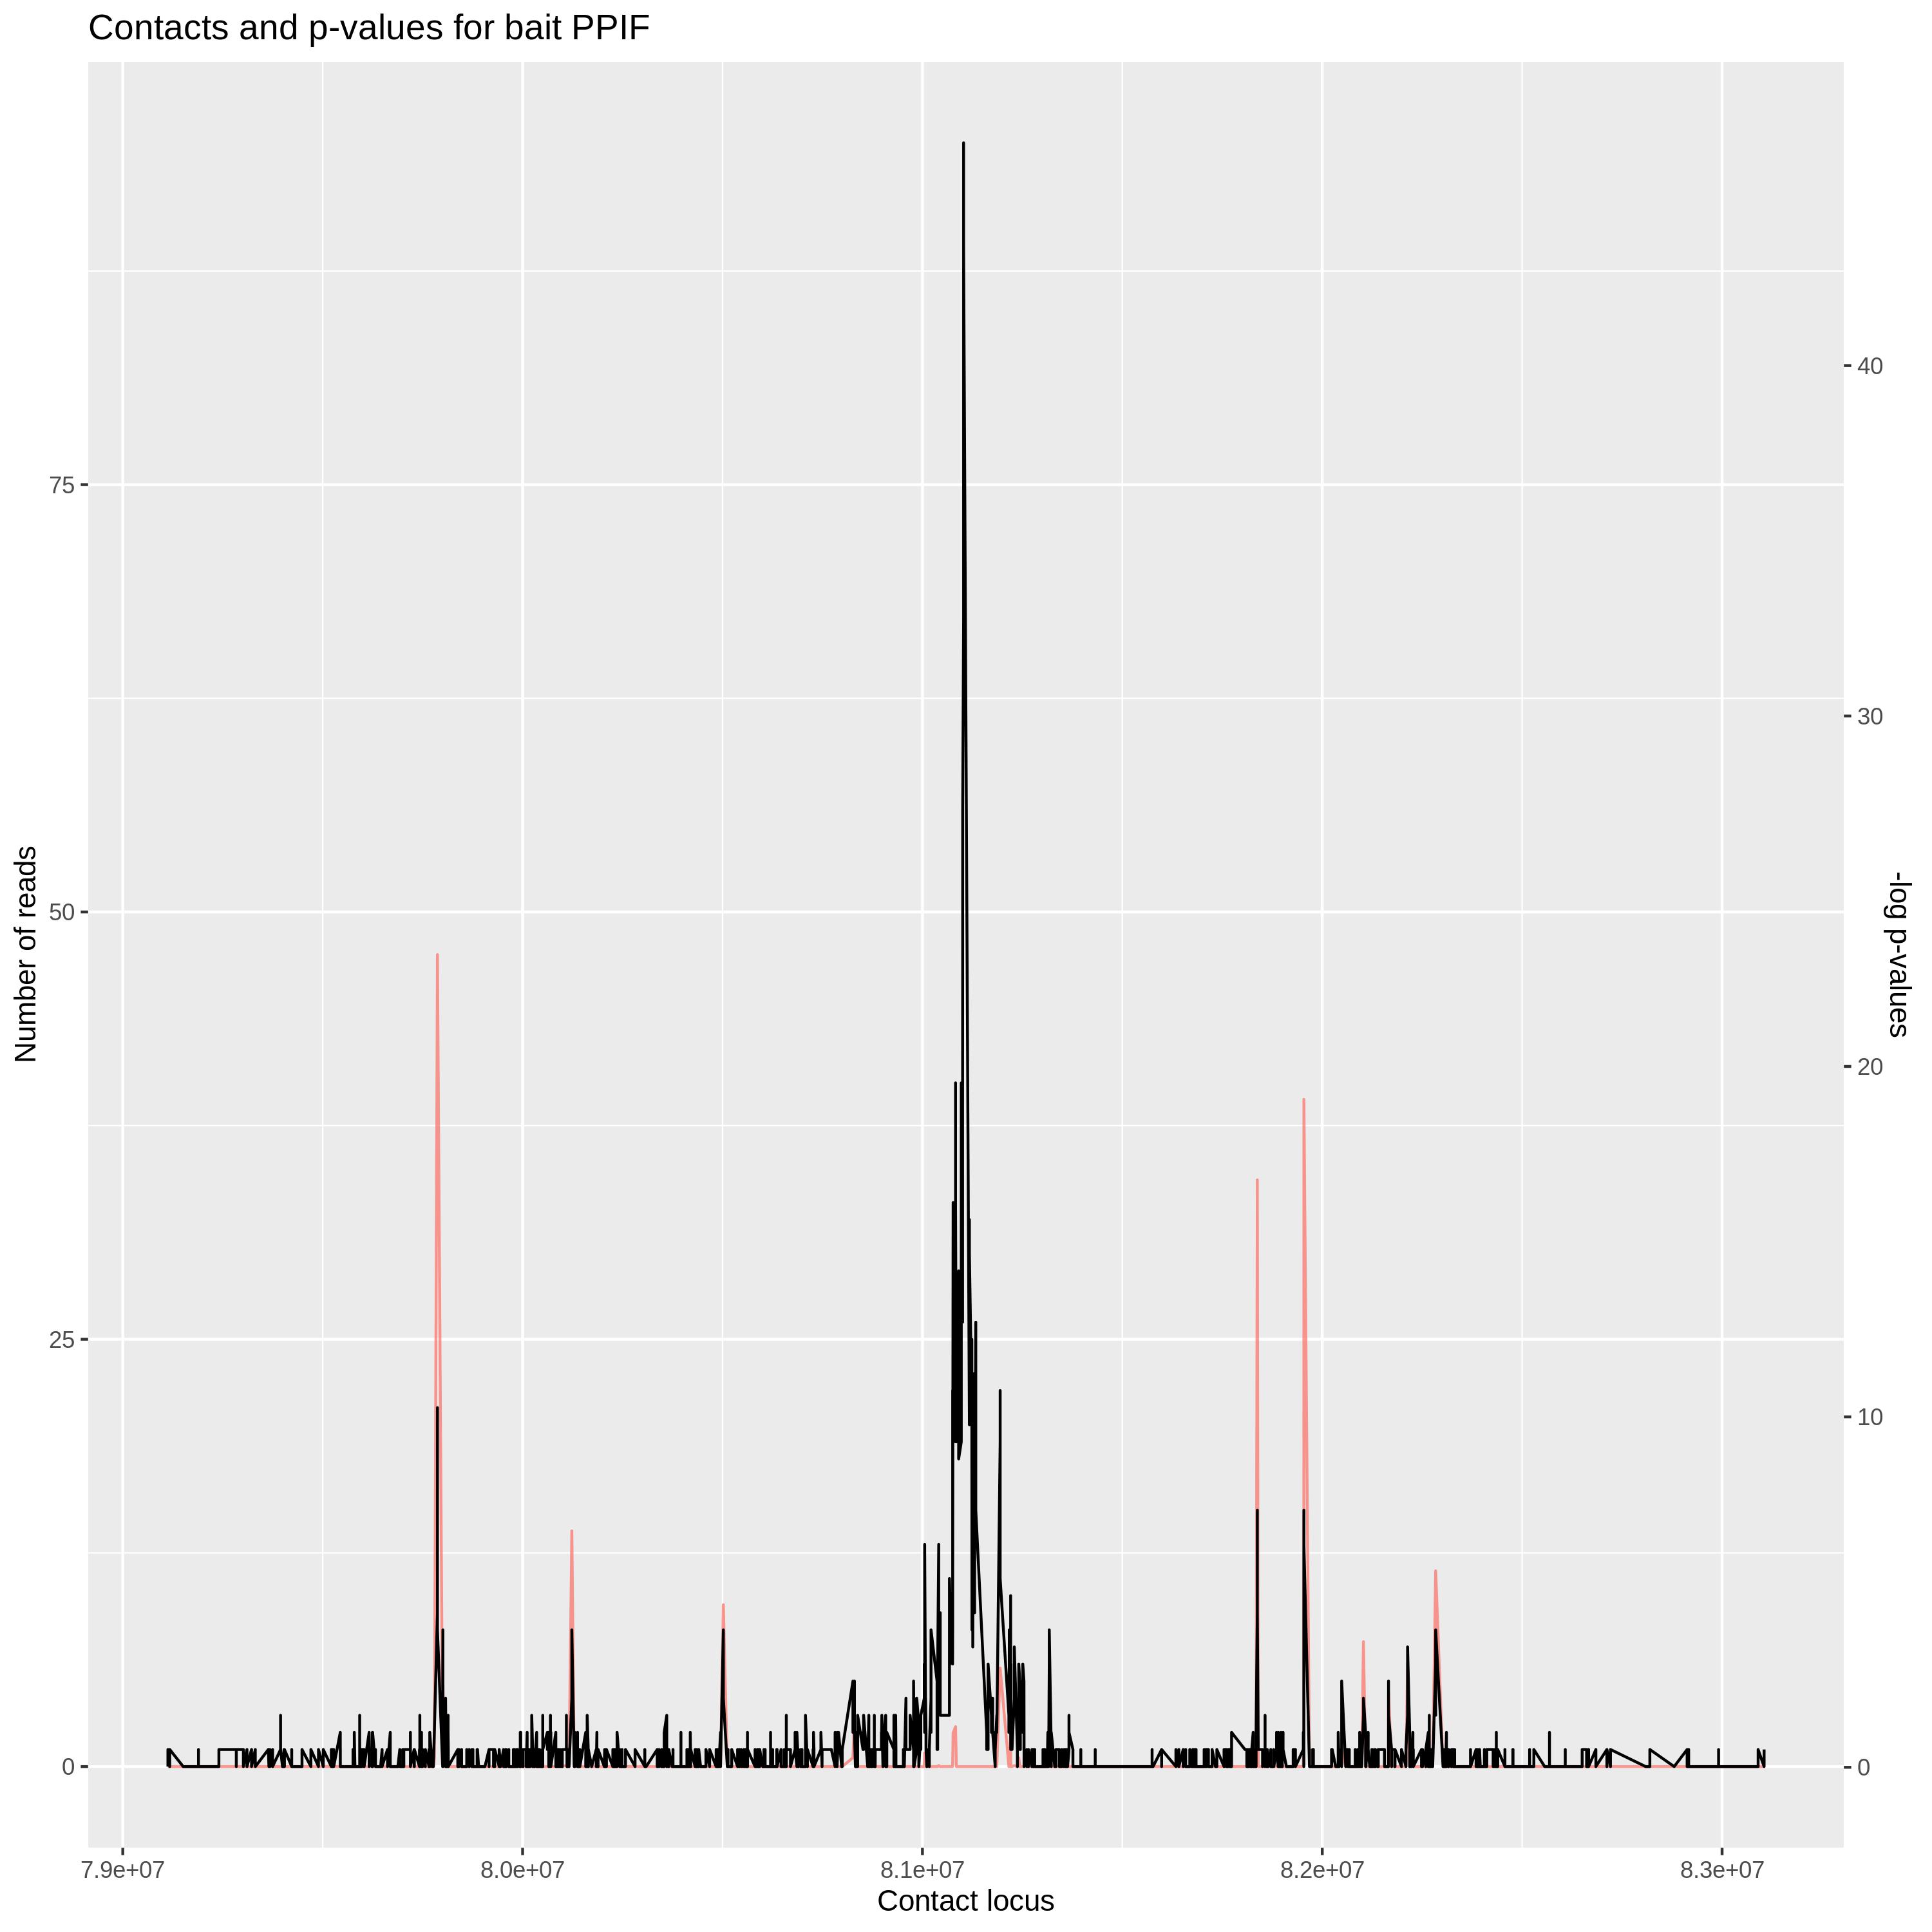 Contacts and p-values for bait PPIF
Number of reads
75
50
25
0
40
30
20
10
0
-log p-values
7.9e+07
8.0e+07
8.1e+07
8.2e+07
8.3e+07
Contact locus